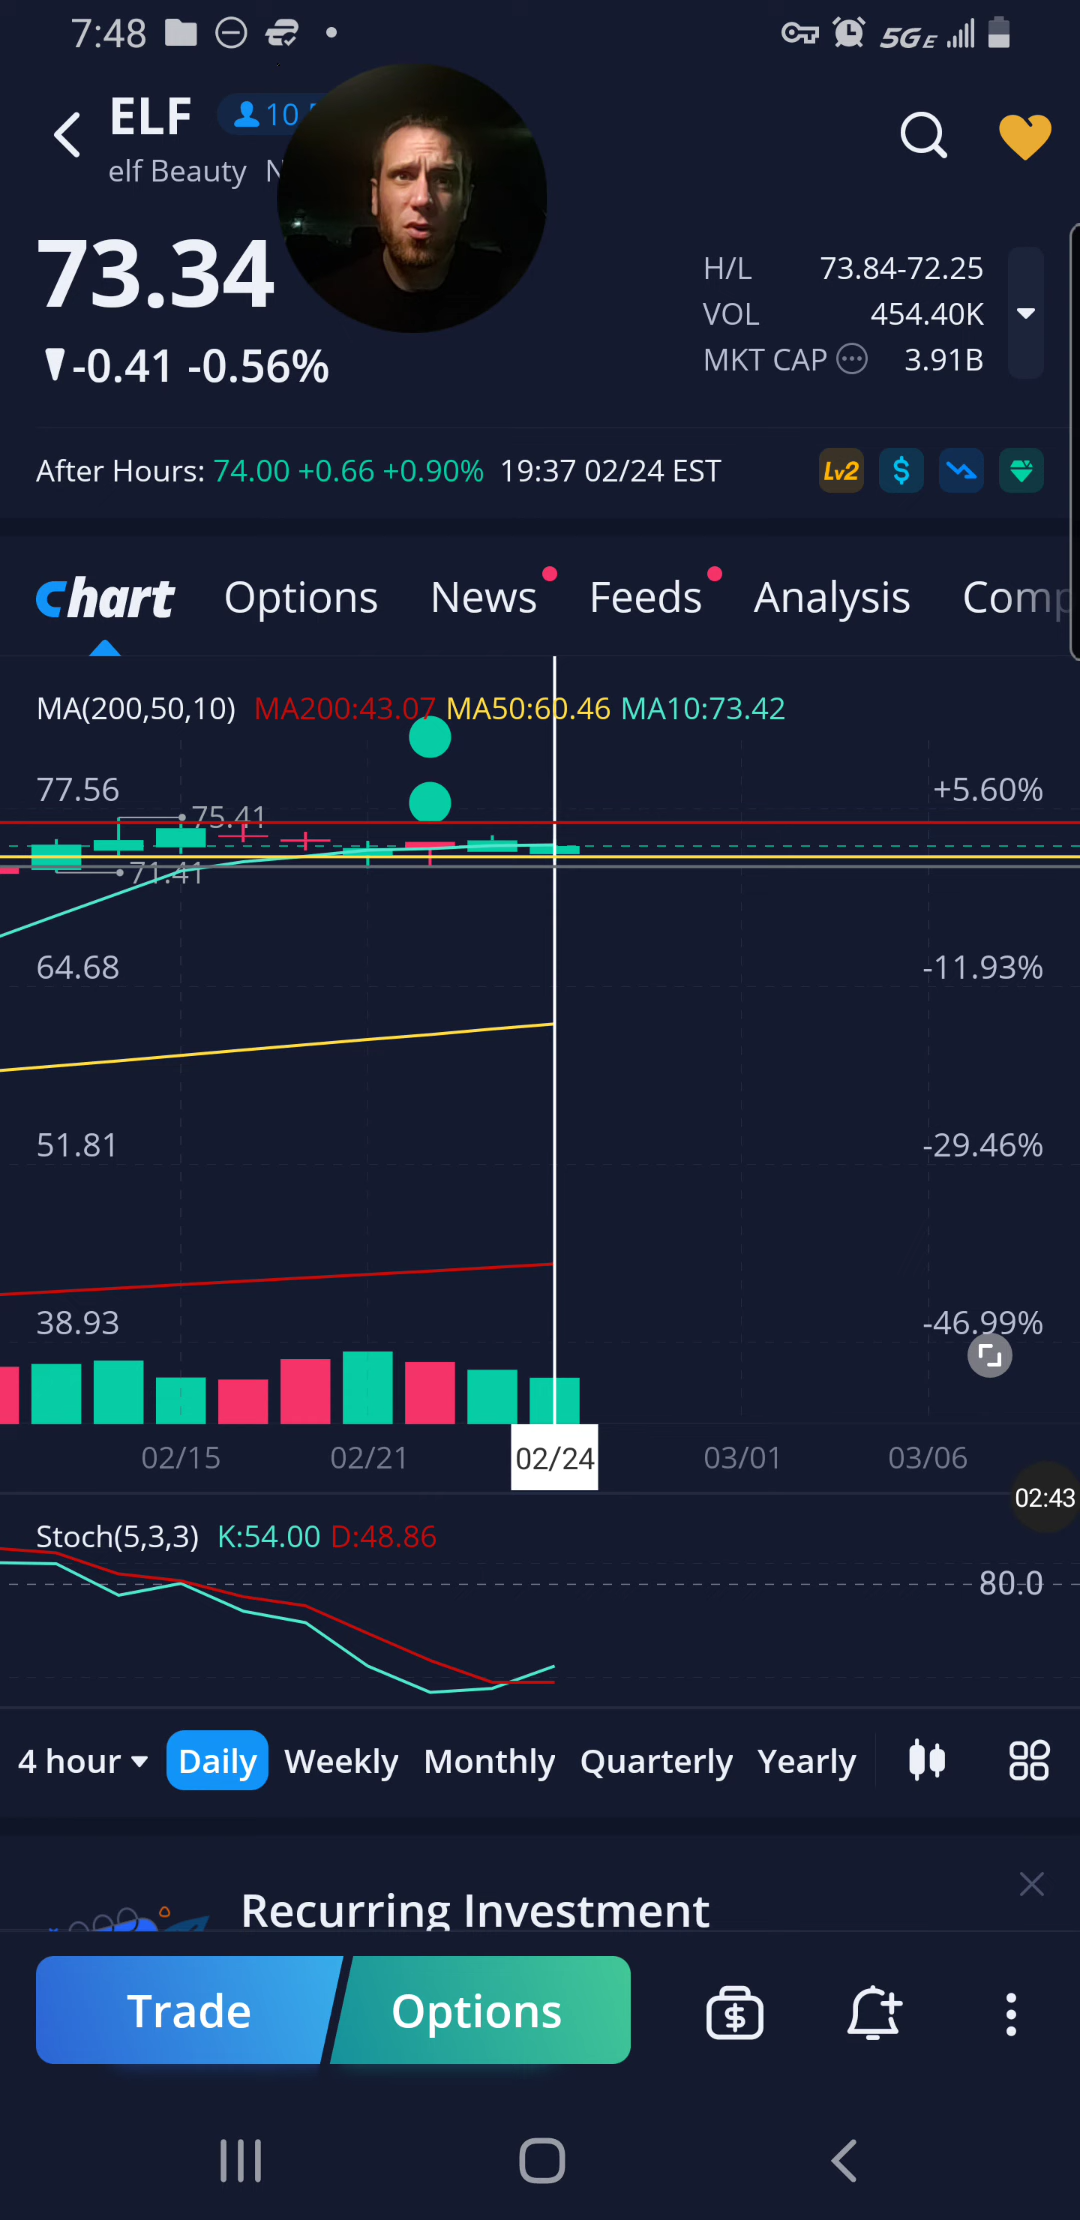 7:48 5G E
ELF 10
elf Beauty N
73.34
-0.41 -0.56%
H/L 73.84-72.25
VOL 454.40K
MKT CAP 3.91B
After Hours: 74.00 +0.66 +0.90% 19:37 02/24 EST
Lv2 $
Chart Options News Feeds Analysis Comp
MA(200,50,10) MA200:43.07 MA50:60.46 MA10:73.42
77.56 +5.60%
75.41
71.41
64.68 -11.93%
51.81 -29.46%
38.93 -46.99%
02/15 02/21 02/24 03/01 03/06
02:43
Stoch(5,3,3) K:54.00 D:48.86
80.0
4 hour Daily Weekly Monthly Quarterly Yearly
Recurring Investment
Trade Options $